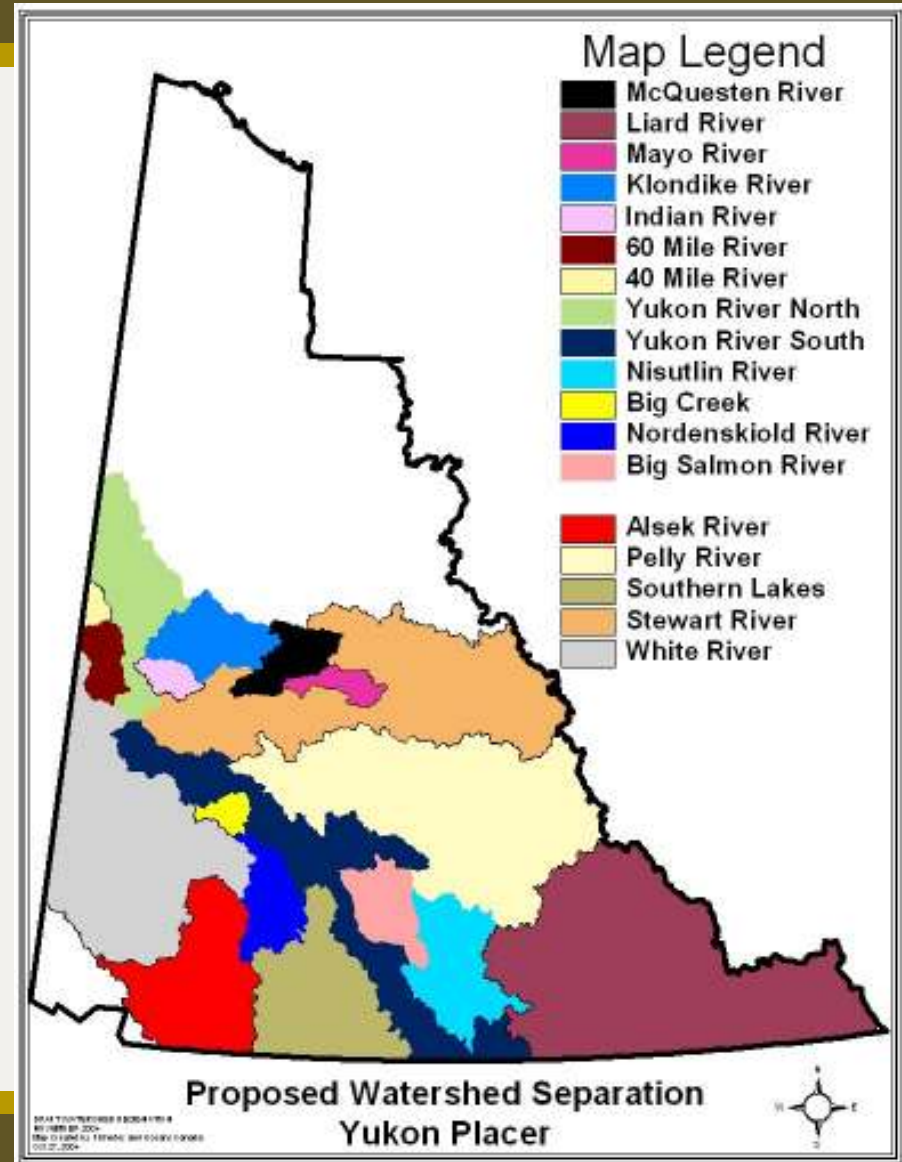 Map Legend
McQuesten River
Liard River
Mayo River
Klondike River
Indian River
60 Mile River
40 Mile River
Yukon River North
Yukon River South
Nisutlin River
Big Creek
Nordenskiold River
Big Salmon River
Alsek River
Pelly River
Southern Lakes
Stewart River
White River
Proposed Watershed Separation
Yukon Placer